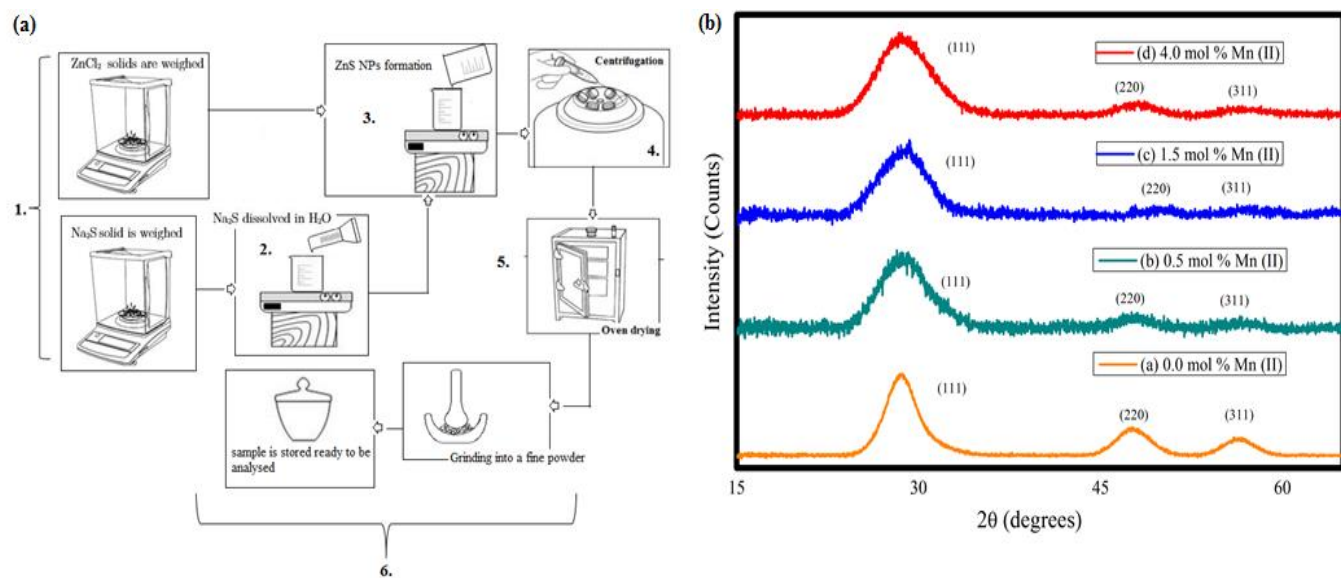 (a)
ZnCl₂ solids are weighed
1.
Na₂S solid is weighed
Na₂S dissolved in H₂O
2.
ZnS NPs formation
3.
Centrifugation
4.
5.
Oven drying
Grinding into a fine powder
sample is stored ready to be
analysed
6.
(b)
Intensity (Counts)
(111)
(d) 4.0 mol % Mn (II)
(220)
(311)
(111)
(c) 1.5 mol % Mn (II)
(220)
(311)
(111)
(b) 0.5 mol % Mn (II)
(220)
(311)
(111)
(a) 0.0 mol % Mn (II)
(220)
(311)
15
30
45
60
2θ (degrees)